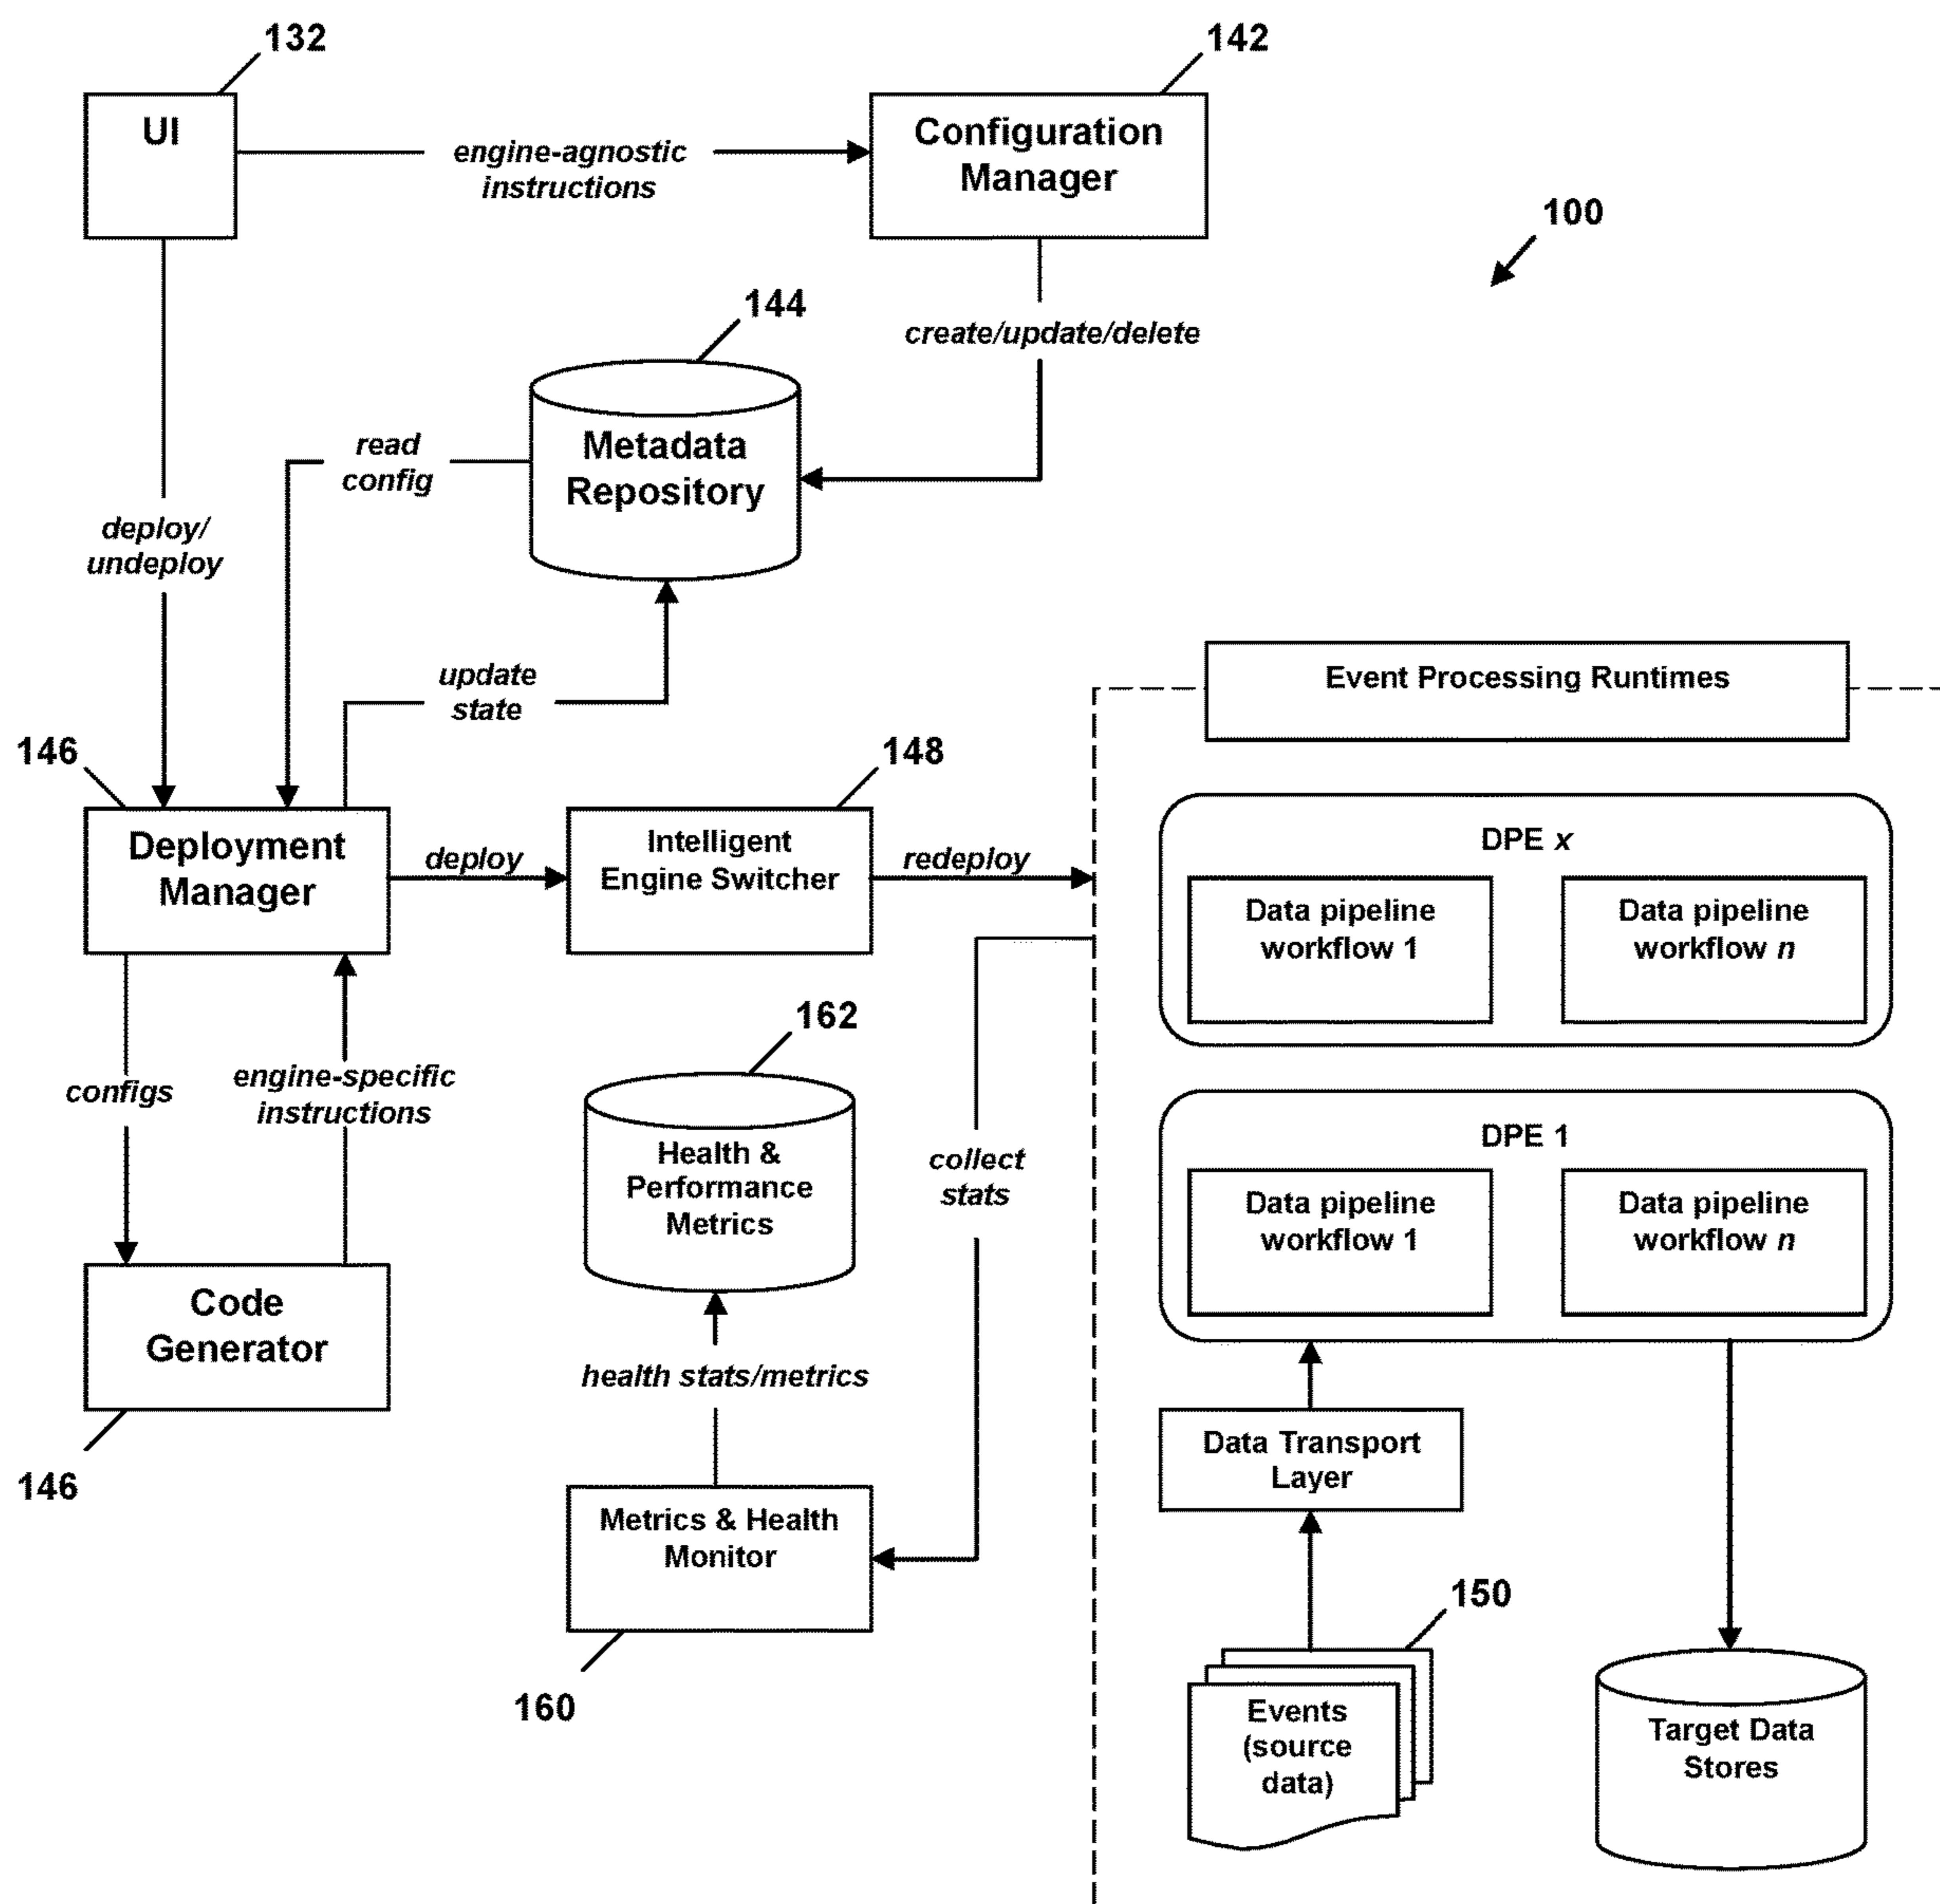 132
142
UI
Configuration
Manager
engine-agnostic
instructions
100
144
create/update/delete
Metadata
Repository
read
config
deploy/
undeploy
update
state
Event Processing Runtimes
146
148
Deployment
Manager
deploy
Intelligent
Engine Switcher
redeploy
DPE x
Data pipeline
workflow 1
Data pipeline
workflow n
162
configs
engine-specific
instructions
Health &
Performance
Metrics
collect
stats
DPE 1
Data pipeline
workflow 1
Data pipeline
workflow n
Code
Generator
146
health stats/metrics
Data Transport
Layer
Metrics & Health
Monitor
160
150
Events
(source
data)
Target Data
Stores